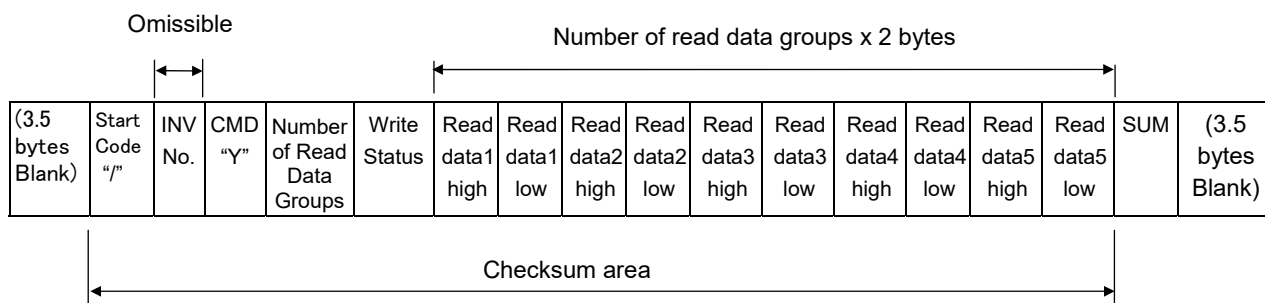 Omissible
Number of read data groups x 2 bytes
(3.5 bytes Blank)
Start Code “/”
INV No.
CMD “Y”
Number of Read Data Groups
Write Status
Read data1 high
Read data1 low
Read data2 high
Read data2 low
Read data3 high
Read data3 low
Read data4 high
Read data4 low
Read data5 high
Read data5 low
SUM
(3.5 bytes Blank)
Checksum area